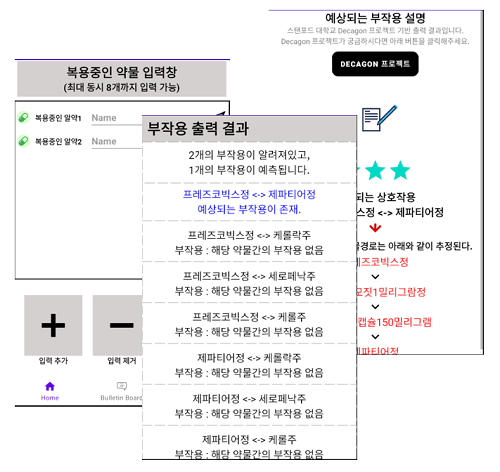 예상되는 부작용 설명
스탠포드 대학교 Decagon 프로젝트 기반 출력 결과입니다.
Decagon 프로젝트가 궁금하시다면 아래 버튼을 클릭해주세요.
DECAGON 프로젝트
복용중인 약물 입력창
(최대 동시 8개까지 입력 가능)
복용중인 알약1 Name
복용중인 알약2 Name
입력 추가
입력 제거
Home
Bulletin Board
부작용 출력 결과
2개의 부작용이 알려져있고,
1개의 부작용이 예측됩니다.
프레즈코빅스정 <-> 제파티어정
예상되는 부작용이 존재.
프레즈코빅스정 <-> 케롤락주
부작용 : 해당 약물간의 부작용 없음
프레즈코빅스정 <-> 세로페낙주
부작용 : 해당 약물간의 부작용 없음
프레즈코빅스정 <-> 케롤주
부작용 : 해당 약물간의 부작용 없음
제파티어정 <-> 케롤락주
부작용 : 해당 약물간의 부작용 없음
제파티어정 <-> 세로페낙주
부작용 : 해당 약물간의 부작용 없음
제파티어정 <-> 케롤주
부작용 : 해당 약물간의 부작용 없음
되는 상호작용
스정 <-> 제파티어정
물경로는 아래와 같이 추정된다.
레즈코빅스정
모짓1밀리그람정
캡슐150밀리그램
제파티어정